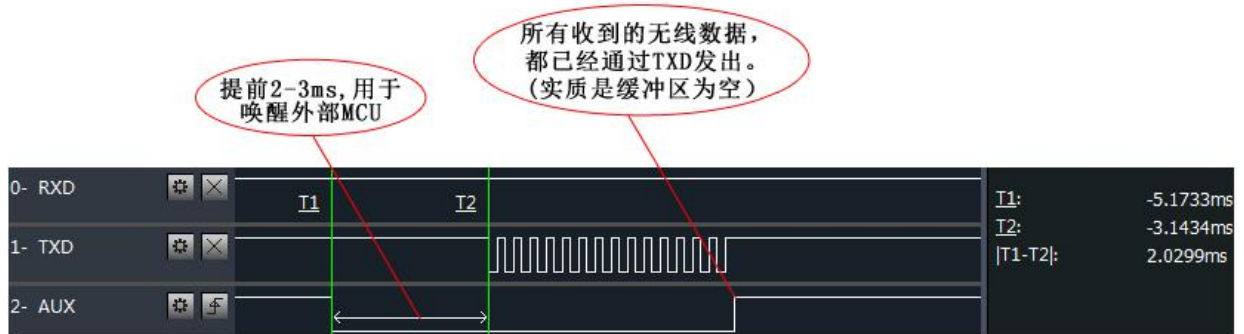 所有收到的无线数据，
都已经通过TXD发出。
(实质是缓冲区为空)
提前2-3ms,用于
唤醒外部MCU
0- RXD
T1
T2
1- TXD
2- AUX
T1: -5.1733ms
T2: -3.1434ms
|T1-T2|: 2.0299ms